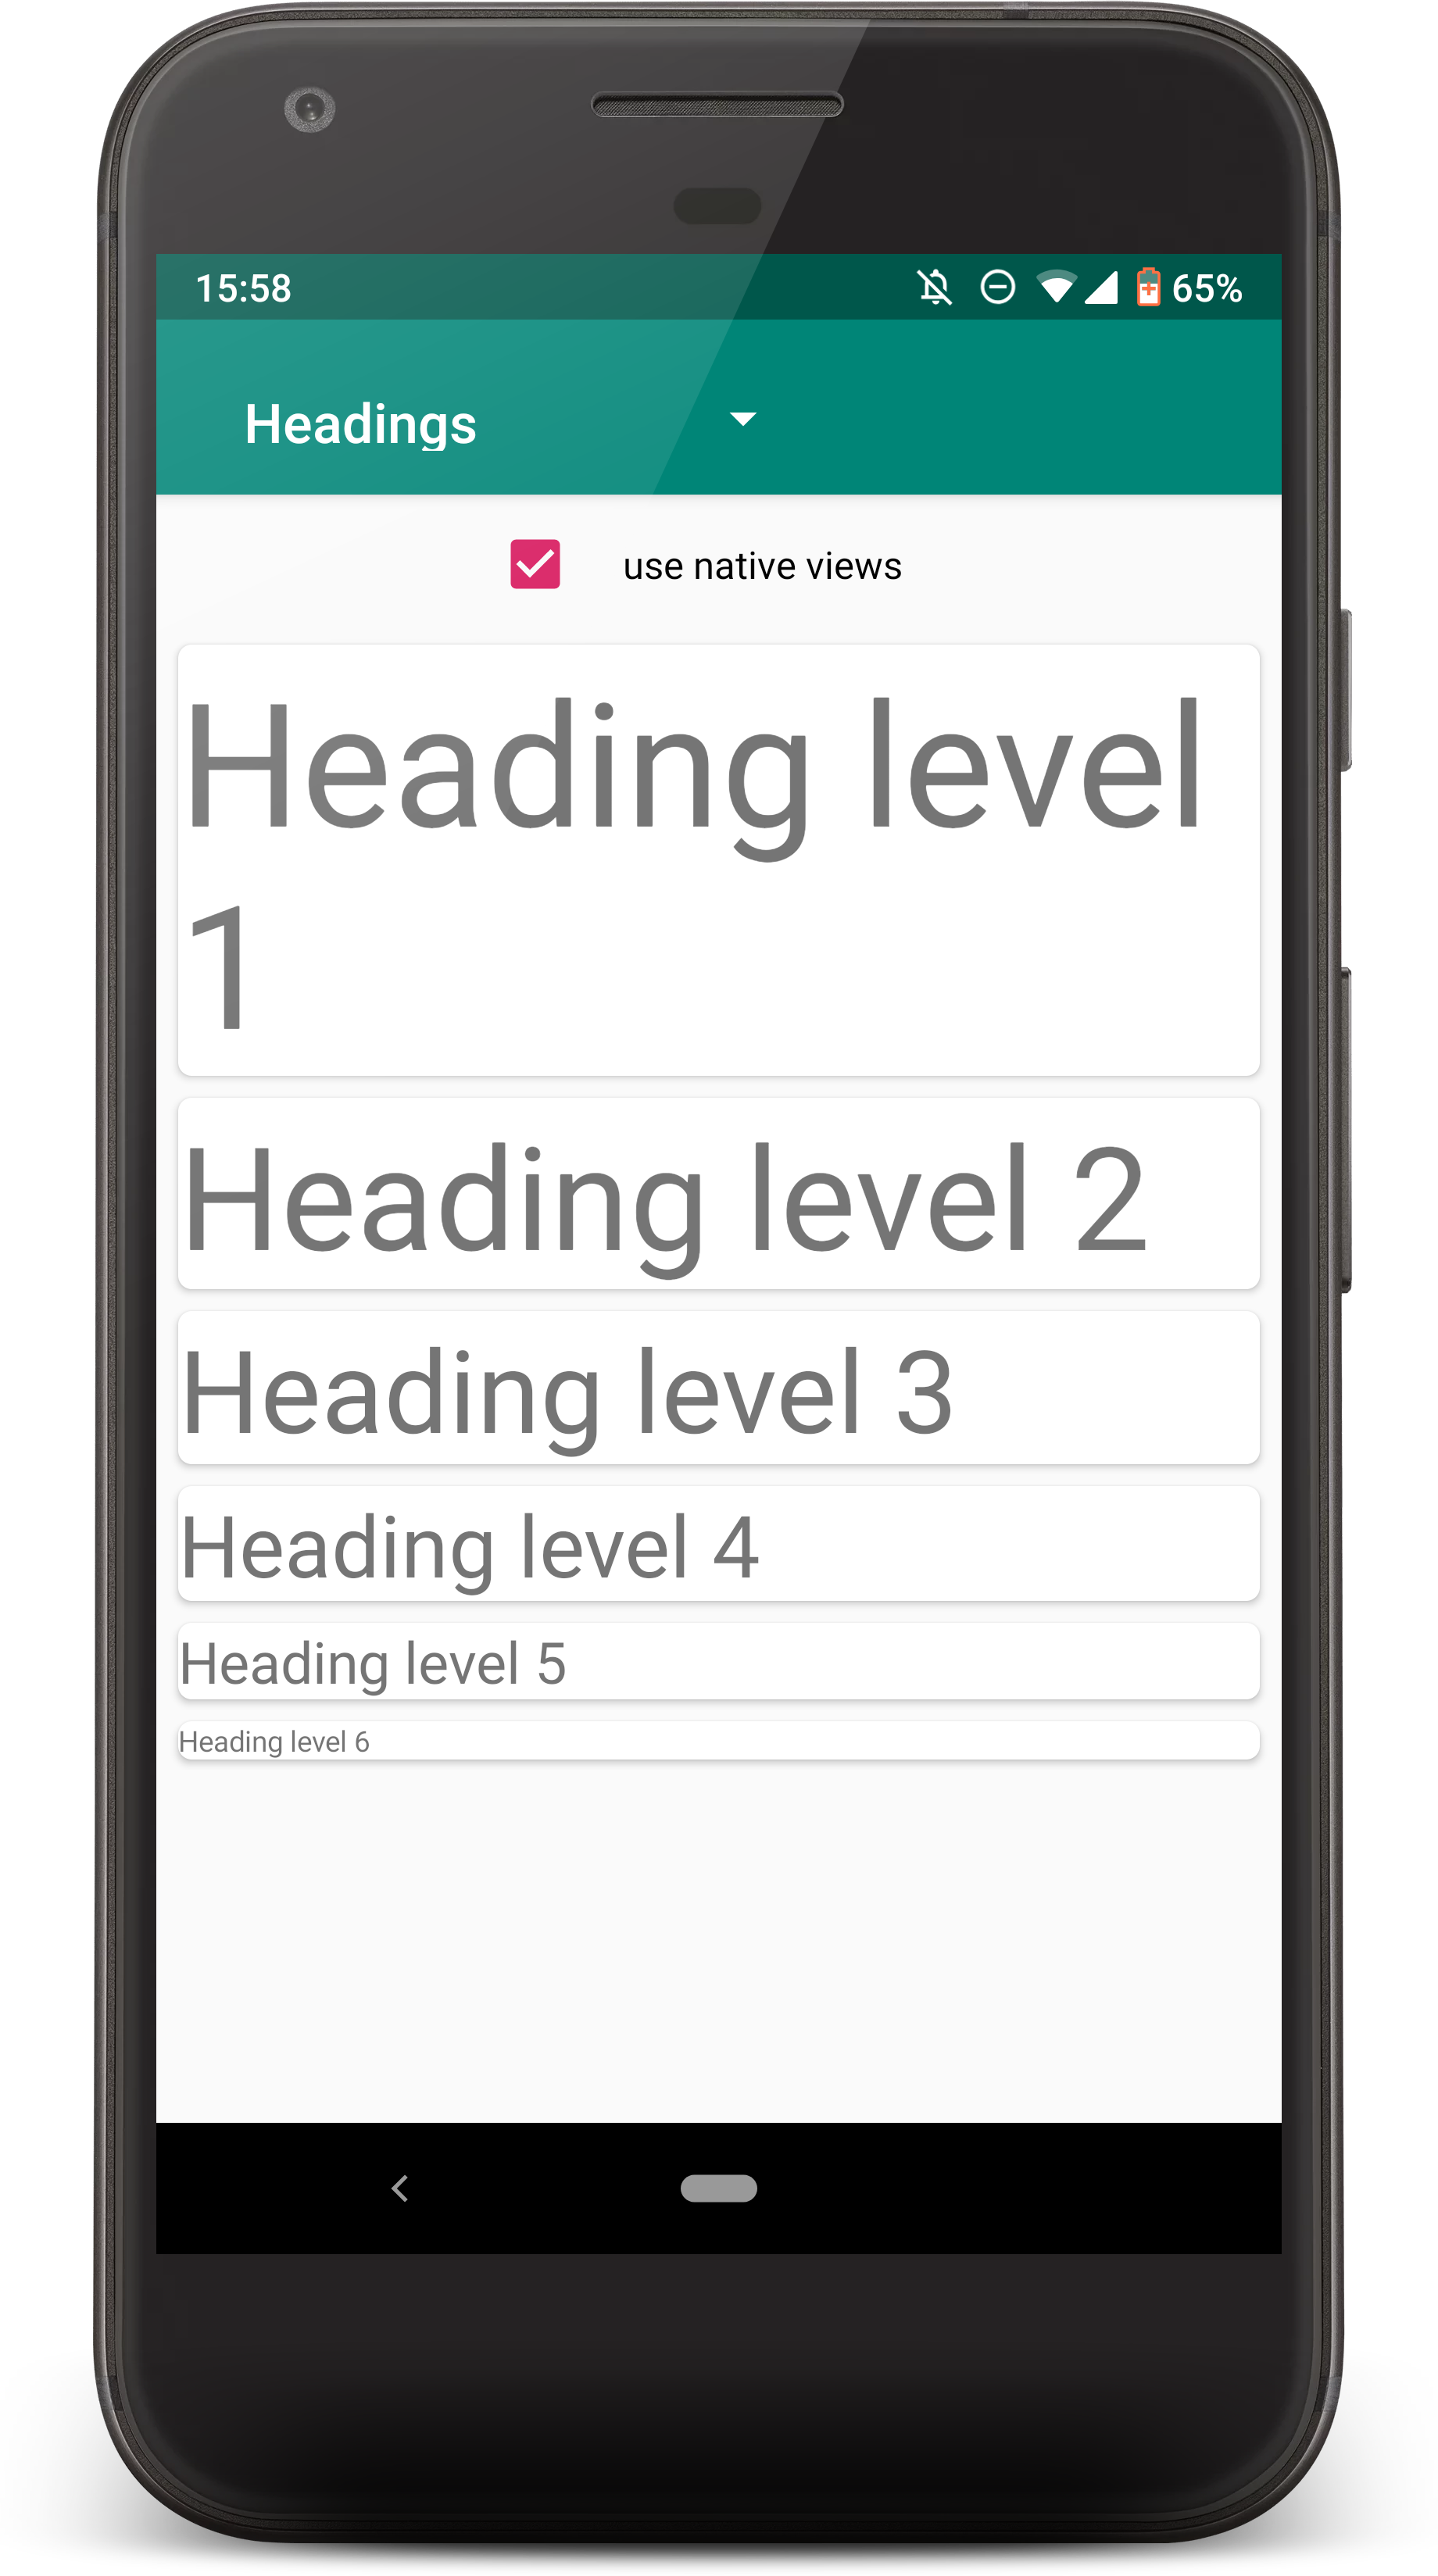 15:58 65%
Headings
use native views
Heading level
1
Heading level 2
Heading level 3
Heading level 4
Heading level 5
Heading level 6